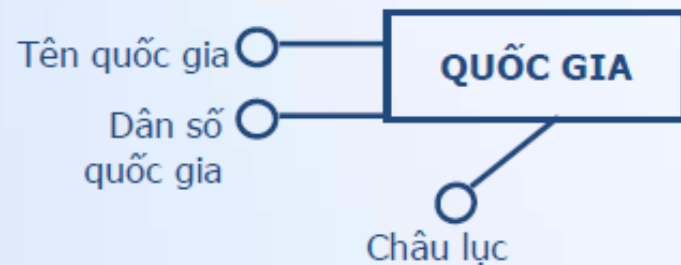 Tên quốc gia
QUỐC GIA
Dân số
quốc gia
Châu lục